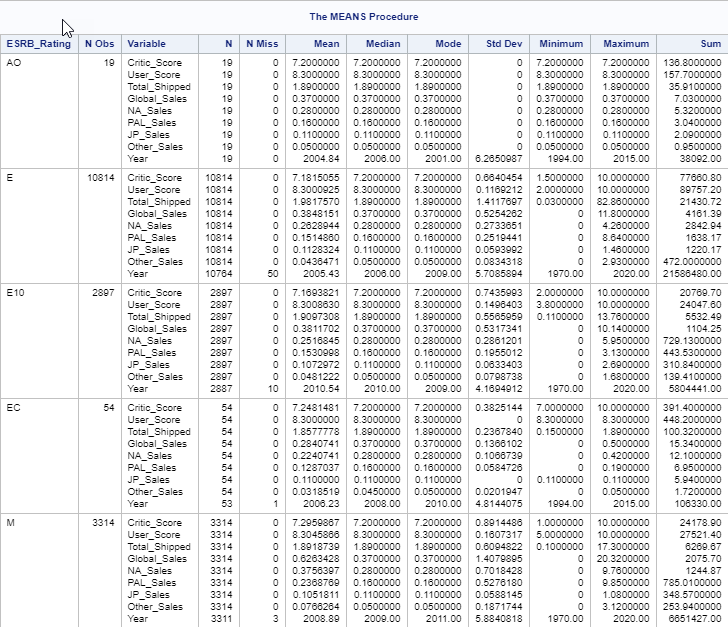 The MEANS Procedure
ESRB_Rating N Obs Variable N N Miss Mean Median Mode Std Dev Minimum Maximum Sum
AO 19 Critic_Score 19 0 7.2000000 7.2000000 7.2000000 0 7.2000000 7.2000000 136.8000000
User_Score 19 0 8.3000000 8.3000000 8.3000000 0 8.3000000 8.3000000 157.7000000
Total_Shipped 19 0 1.8900000 1.8900000 1.8900000 0 1.8900000 1.8900000 35.9100000
Global_Sales 19 0 0.3700000 0.3700000 0.3700000 0 0.3700000 0.3700000 7.0300000
NA_Sales 19 0 0.2800000 0.2800000 0.2800000 0 0.2800000 0.2800000 5.3200000
PAL_Sales 19 0 0.1600000 0.1600000 0.1600000 0 0.1600000 0.1600000 3.0400000
JP_Sales 19 0 0.1100000 0.1100000 0.1100000 0 0.1100000 0.1100000 2.0900000
Other_Sales 19 0 0.0500000 0.0500000 0.0500000 0 0.0500000 0.0500000 0.9500000
Year 19 0 2004.84 2006.00 2001.00 6.2650987 1994.00 2015.00 38092.00
E 10814 Critic_Score 10814 0 7.1815055 7.2000000 7.2000000 0.6640454 1.5000000 10.0000000 77660.80
User_Score 10814 0 8.3000925 8.3000000 8.3000000 0.1169212 2.0000000 10.0000000 89757.20
Total_Shipped 10814 0 1.9817570 1.8900000 1.8900000 1.4117697 0.0300000 82.8600000 21430.72
Global_Sales 10814 0 0.3848151 0.3700000 0.3700000 0.5254262 0 11.8000000 4161.39
NA_Sales 10814 0 0.2628944 0.2800000 0.2800000 0.2733651 0 4.2600000 2842.94
PAL_Sales 10814 0 0.1514860 0.1600000 0.1600000 0.2519441 0 8.6400000 1638.17
JP_Sales 10814 0 0.1128324 0.1100000 0.1100000 0.0593992 0 1.4600000 1220.17
Other_Sales 10814 0 0.0436471 0.0500000 0.0500000 0.0834318 0 2.9300000 472.0000000
Year 10764 50 2005.43 2006.00 2009.00 5.7085894 1970.00 2020.00 21586480.00
E10 2897 Critic_Score 2897 0 7.1693821 7.2000000 7.2000000 0.7435993 2.0000000 10.0000000 20769.70
User_Score 2897 0 8.3008630 8.3000000 8.3000000 0.1496403 3.8000000 10.0000000 24047.60
Total_Shipped 2897 0 1.9097308 1.8900000 1.8900000 0.5565959 0.1100000 13.7600000 5532.49
Global_Sales 2897 0 0.3811702 0.3700000 0.3700000 0.5317341 0 10.1400000 1104.25
NA_Sales 2897 0 0.2516845 0.2800000 0.2800000 0.2861201 0 5.9500000 729.1300000
PAL_Sales 2897 0 0.1530998 0.1600000 0.1600000 0.1955012 0 3.1300000 443.5300000
JP_Sales 2897 0 0.1072972 0.1100000 0.1100000 0.0633403 0 2.6900000 310.8400000
Other_Sales 2897 0 0.0481222 0.0500000 0.0500000 0.0798738 0 1.6800000 139.4100000
Year 2887 10 2010.54 2010.00 2009.00 4.1694912 1970.00 2020.00 5804441.00
EC 54 Critic_Score 54 0 7.2481481 7.2000000 7.2000000 0.3825144 7.0000000 10.0000000 391.4000000
User_Score 54 0 8.3000000 8.3000000 8.3000000 0 8.3000000 8.3000000 448.2000000
Total_Shipped 54 0 1.8577778 1.8900000 1.8900000 0.2367840 0.1500000 1.8900000 100.3200000
Global_Sales 54 0 0.2840741 0.3700000 0.3700000 0.1366102 0 0.5000000 15.3400000
NA_Sales 54 0 0.2240741 0.2800000 0.2800000 0.1066739 0 0.4200000 12.1000000
PAL_Sales 54 0 0.1287037 0.1600000 0.1600000 0.0584726 0 0.1900000 6.9500000
JP_Sales 54 0 0.1100000 0.1100000 0.1100000 0 0.1100000 0.1100000 5.9400000
Other_Sales 54 0 0.0318519 0.0450000 0.0500000 0.0201947 0 0.0500000 1.7200000
Year 53 1 2006.23 2008.00 2010.00 4.8144075 1994.00 2015.00 106330.00
M 3314 Critic_Score 3314 0 7.2959867 7.2000000 7.2000000 0.8914486 1.0000000 10.0000000 24178.90
User_Score 3314 0 8.3045866 8.3000000 8.3000000 0.1607317 5.0000000 10.0000000 27521.40
Total_Shipped 3314 0 1.8918739 1.8900000 1.8900000 0.6094822 0.1000000 17.3000000 6269.67
Global_Sales 3314 0 0.6263428 0.3700000 0.3700000 1.4079895 0 20.3200000 2075.70
NA_Sales 3314 0 0.3756397 0.2800000 0.2800000 0.7018428 0 9.7600000 1244.87
PAL_Sales 3314 0 0.2368769 0.1600000 0.1600000 0.5276180 0 9.8500000 785.0100000
JP_Sales 3314 0 0.1051811 0.1100000 0.1100000 0.0588145 0 1.0800000 348.5700000
Other_Sales 3314 0 0.0766264 0.0500000 0.0500000 0.1871744 0 3.1200000 253.9400000
Year 3311 3 2008.89 2009.00 2011.00 5.8840818 1970.00 2020.00 6651427.00